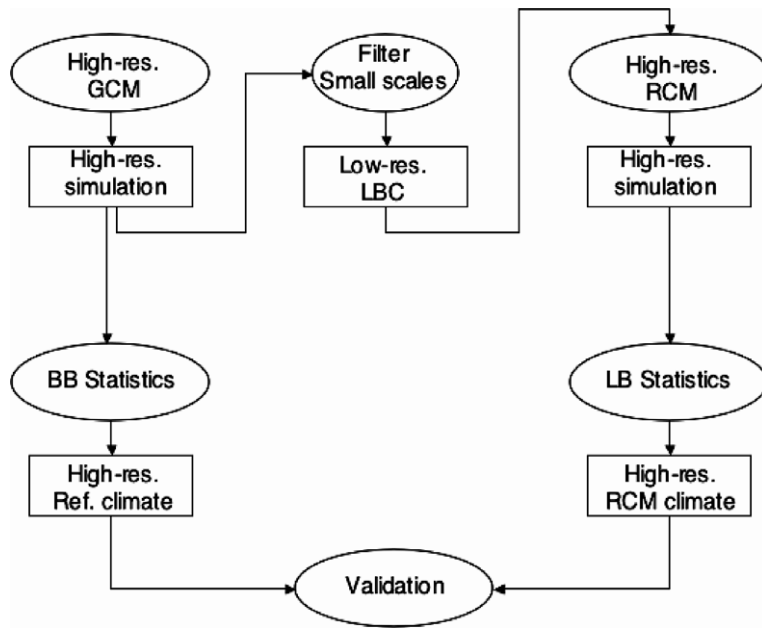 High-res.
GCM
Filter
Small scales
High-res.
RCM
High-res.
simulation
Low-res.
LBC
High-res.
simulation
BB Statistics
LB Statistics
High-res.
Ref. climate
High-res.
RCM climate
Validation